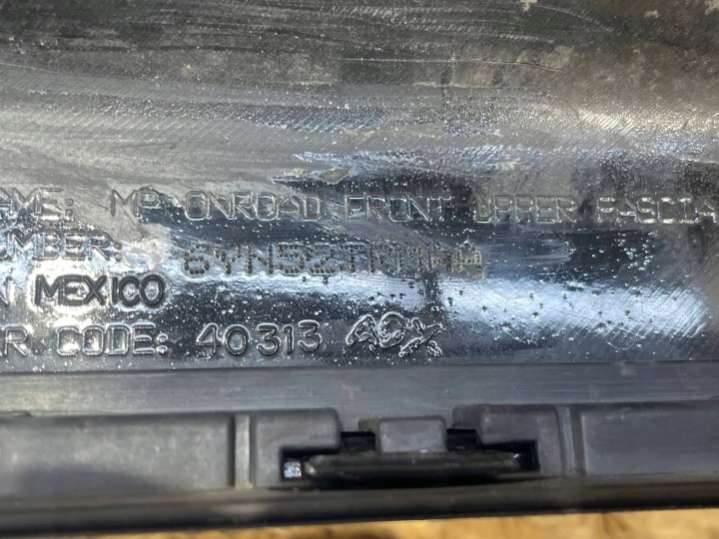 AME: MP ONROAD FRONT UPPER FASCIA
UMBER:
N MEXICO
R CODE: 40313